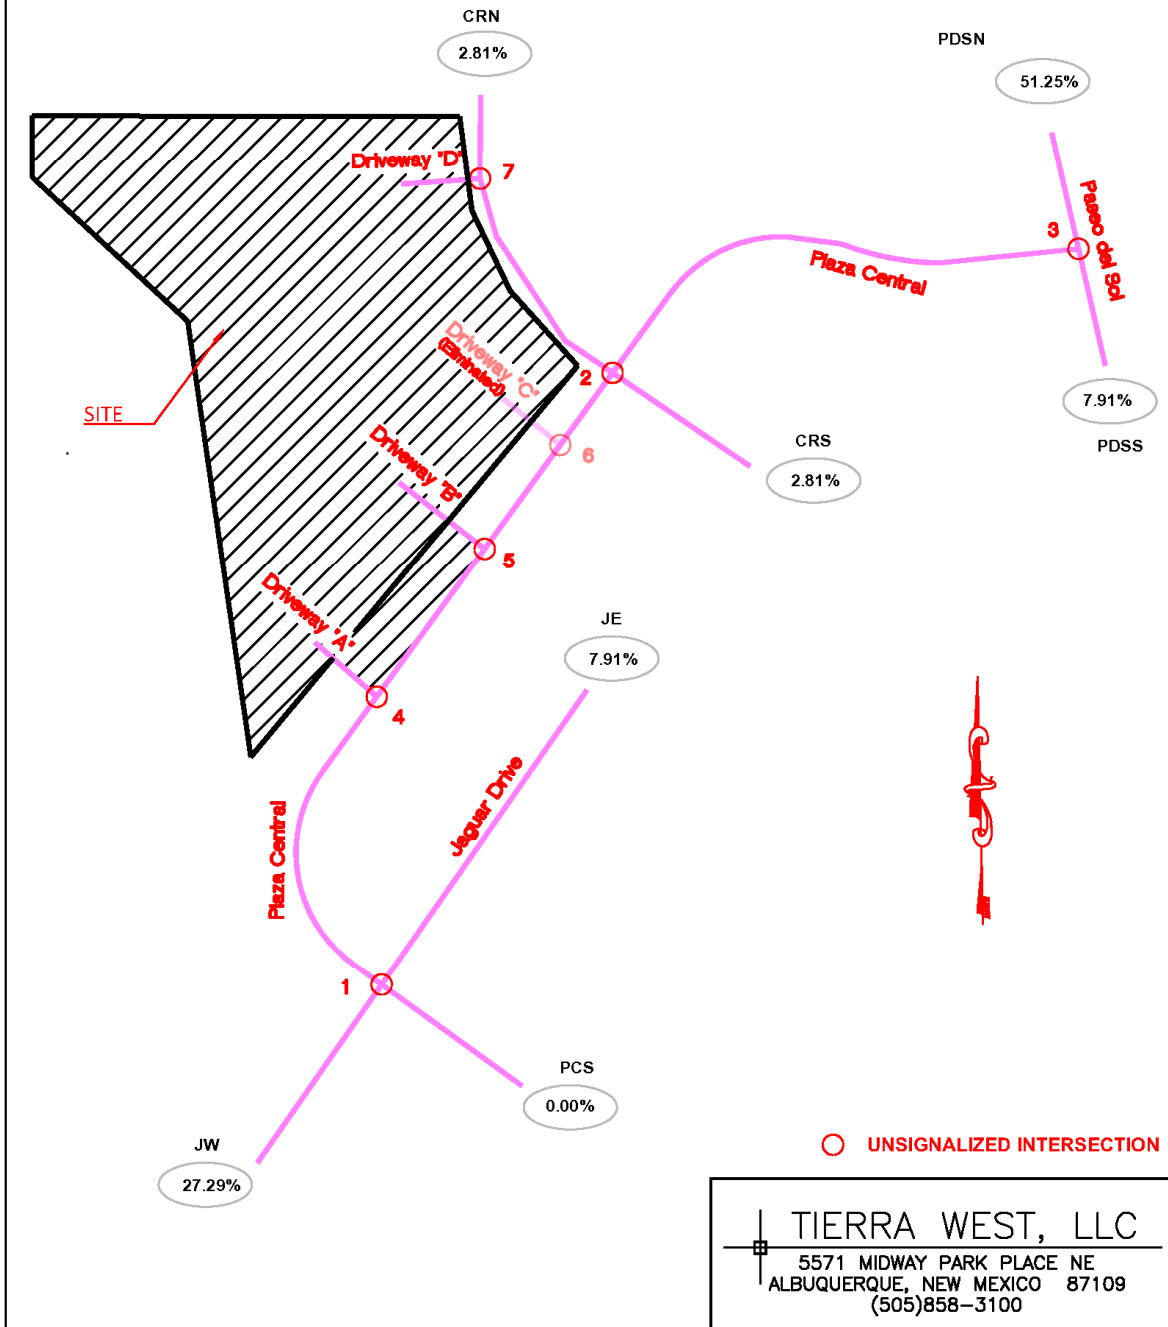 CRN
2.81%
PDSN
51.25%
Driveway "D"
7
Paseo del Sol
3
Plaza Central
Driveway "C"
(Eliminated)
2
SITE
7.91%
PDSS
6
CRS
2.81%
Driveway "B"
5
Driveway "A"
JE
7.91%
4
Jaguar Drive
Plaza Central
1
PCS
0.00%
JW
27.29%
UNSIGNALIZED INTERSECTION
TIERRA WEST, LLC
5571 MIDWAY PARK PLACE NE
ALBUQUERQUE, NEW MEXICO 87109
(505)858-3100